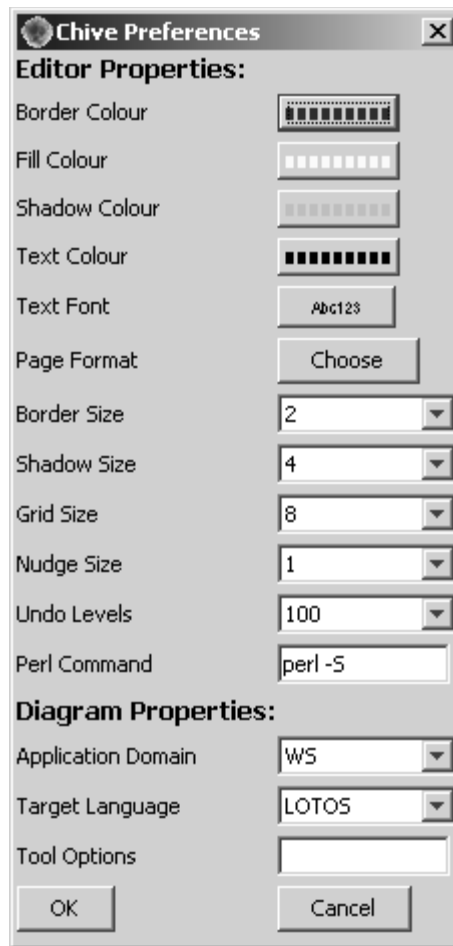 Chive Preferences
Editor Properties:
Border Colour
Fill Colour
Shadow Colour
Text Colour
Text Font Abc123
Page Format Choose
Border Size 2
Shadow Size 4
Grid Size 8
Nudge Size 1
Undo Levels 100
Perl Command perl -S
Diagram Properties:
Application Domain WS
Target Language LOTOS
Tool Options
OK Cancel